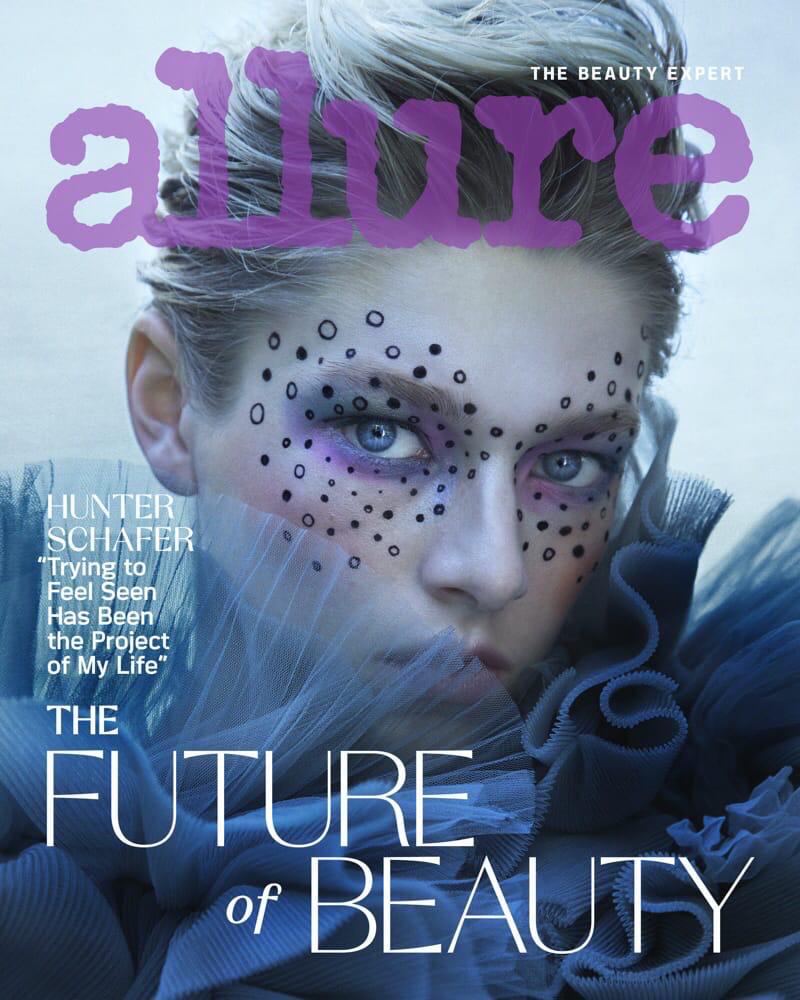 THE BEAUTY EXPERT
allure
HUNTER
SCHAFER
“Trying to
Feel Seen
Has Been
the Project
of My Life”
THE
FUTURE
of BEAUTY